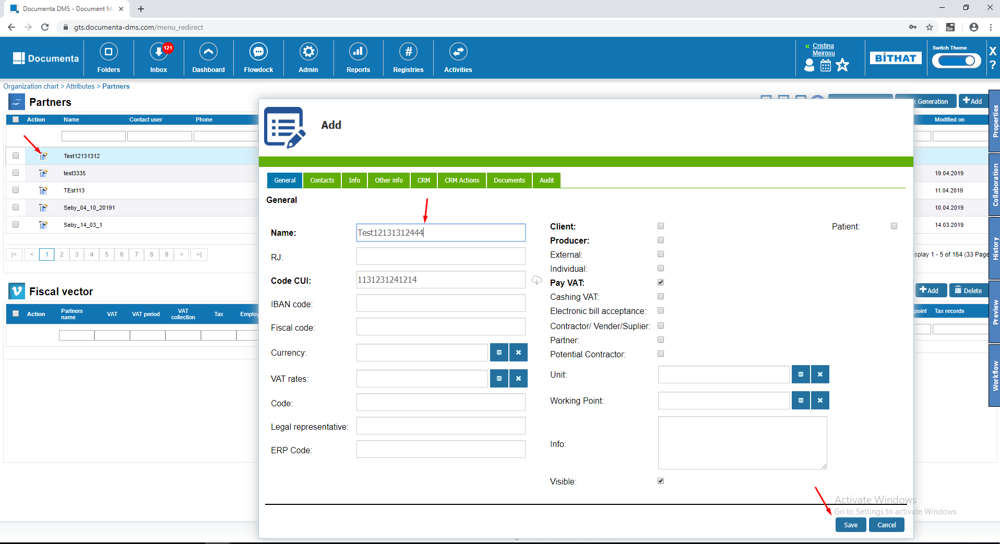 Documenta DMS - Document Ma
gts.documenta-dms.com/menu_redirect
Se
Documenta
Folders
121
Inbox
Dashboard
Flowdock
Admin
Reports
#
Registries
Activities
Cristina
Meirosu
BITHAT
Switch Theme
X
?
Organization chart > Attributes > Partners
Partners
Generation
Add
Action
Name
Contact user
Phone
Modified on
Test12131312
test3335
19.04.2019
TEst113
11.04.2019
Seby_04_10_20191
10.04.2019
Seby_14_03_1
14.03.2019
|< < 1 2 3 4 5 6 7 8 9 > >|
splay 1 - 5 of 164 (33 Page
Fiscal vector
Add
Delete
Action
Partners
name
VAT
VAT period
VAT
collection
Tax
Employ
point
Tax records
Properties
Collaboration
History
Preview
Workflow
Add
General
Contacts
Info
Other info
CRM
CRM Actions
Documents
Audit
General
Name:
Test12131312444
RJ:
Code CUI:
1131231241214
IBAN code:
Fiscal code:
Currency:
VAT rates:
Code:
Legal representative:
ERP Code:
Client:
Producer:
External:
Individual:
Pay VAT:
Cashing VAT:
Electronic bill acceptance:
Contractor/ Vender/Suplier:
Partner:
Potential Contractor:
Unit:
Working Point:
Info:
Visible:
Patient:
Activate Windows
Go to Settings to activate Windows.
Save
Cancel